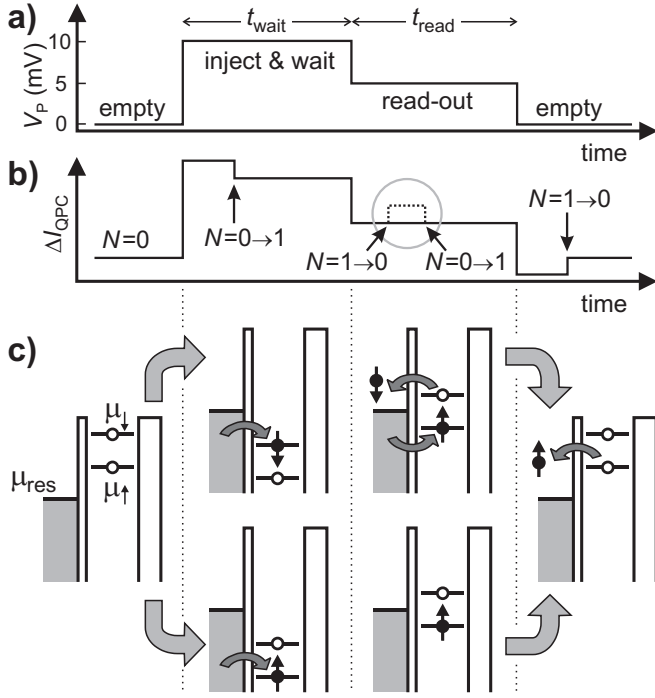 a)
t_wait
t_read
V_P (mV)
10
5
0
empty
inject & wait
read-out
empty
time
b)
ΔI_QPC
N=0
N=0→1
N=1→0
N=0→1
N=1→0
time
c)
μ↓
μ↑
μ_res